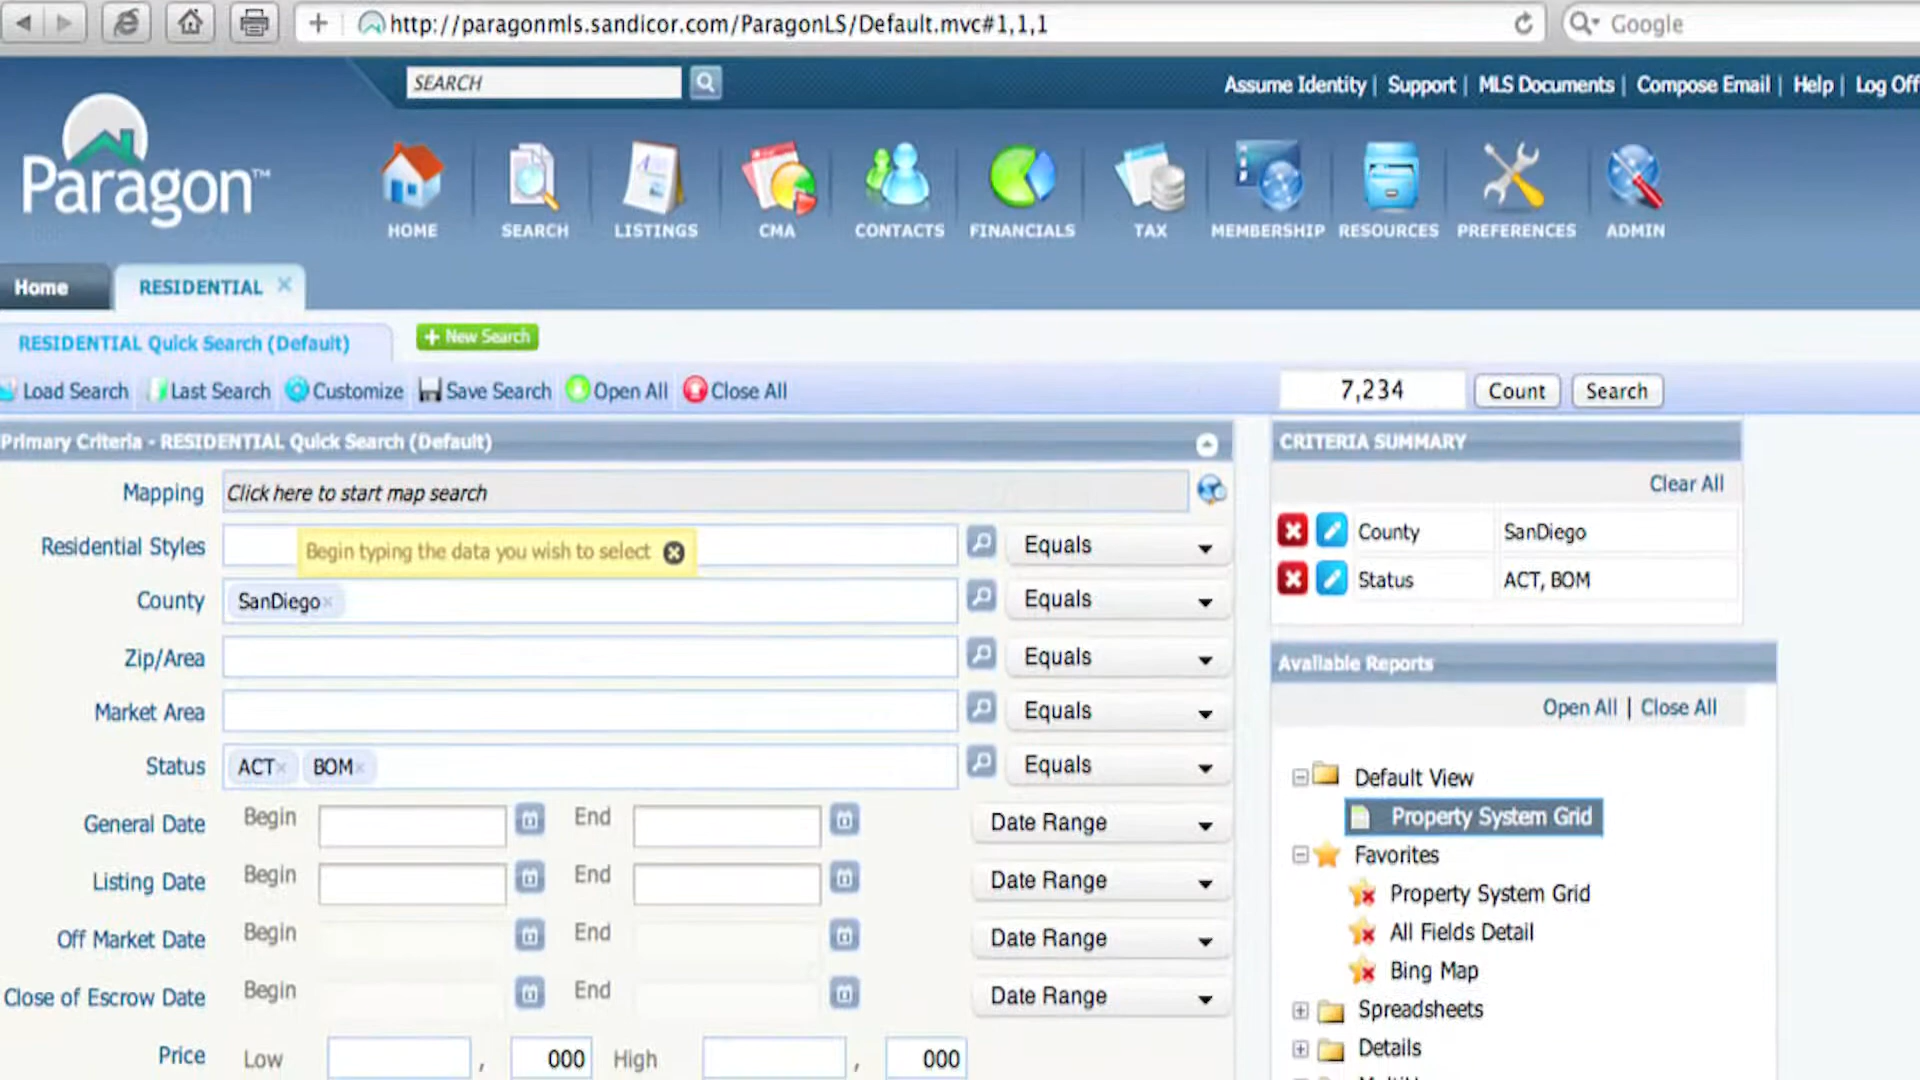 http://paragonmls.sandicor.com/ParagonLS/Default.mvc#1,1,1
Google
SEARCH
Assume Identity | Support | MLS Documents | Compose Email | Help | Log Off
Paragon™
HOME SEARCH LISTINGS CMA CONTACTS FINANCIALS TAX MEMBERSHIP RESOURCES PREFERENCES ADMIN
Home RESIDENTIAL
RESIDENTIAL Quick Search (Default) + New Search
Load Search Last Search Customize Save Search Open All Close All 7,234 Count Search
Primary Criteria - RESIDENTIAL Quick Search (Default)
Mapping Click here to start map search
Residential Styles Begin typing the data you wish to select Equals
County SanDiego× Equals
Zip/Area Equals
Market Area Equals
Status ACT× BOM× Equals
General Date Begin End Date Range
Listing Date Begin End Date Range
Off Market Date Begin End Date Range
Close of Escrow Date Begin End Date Range
Price Low , 000 High , 000
CRITERIA SUMMARY
Clear All
County SanDiego
Status ACT, BOM
Available Reports
Open All | Close All
Default View
Property System Grid
Favorites
Property System Grid
All Fields Detail
Bing Map
Spreadsheets
Details